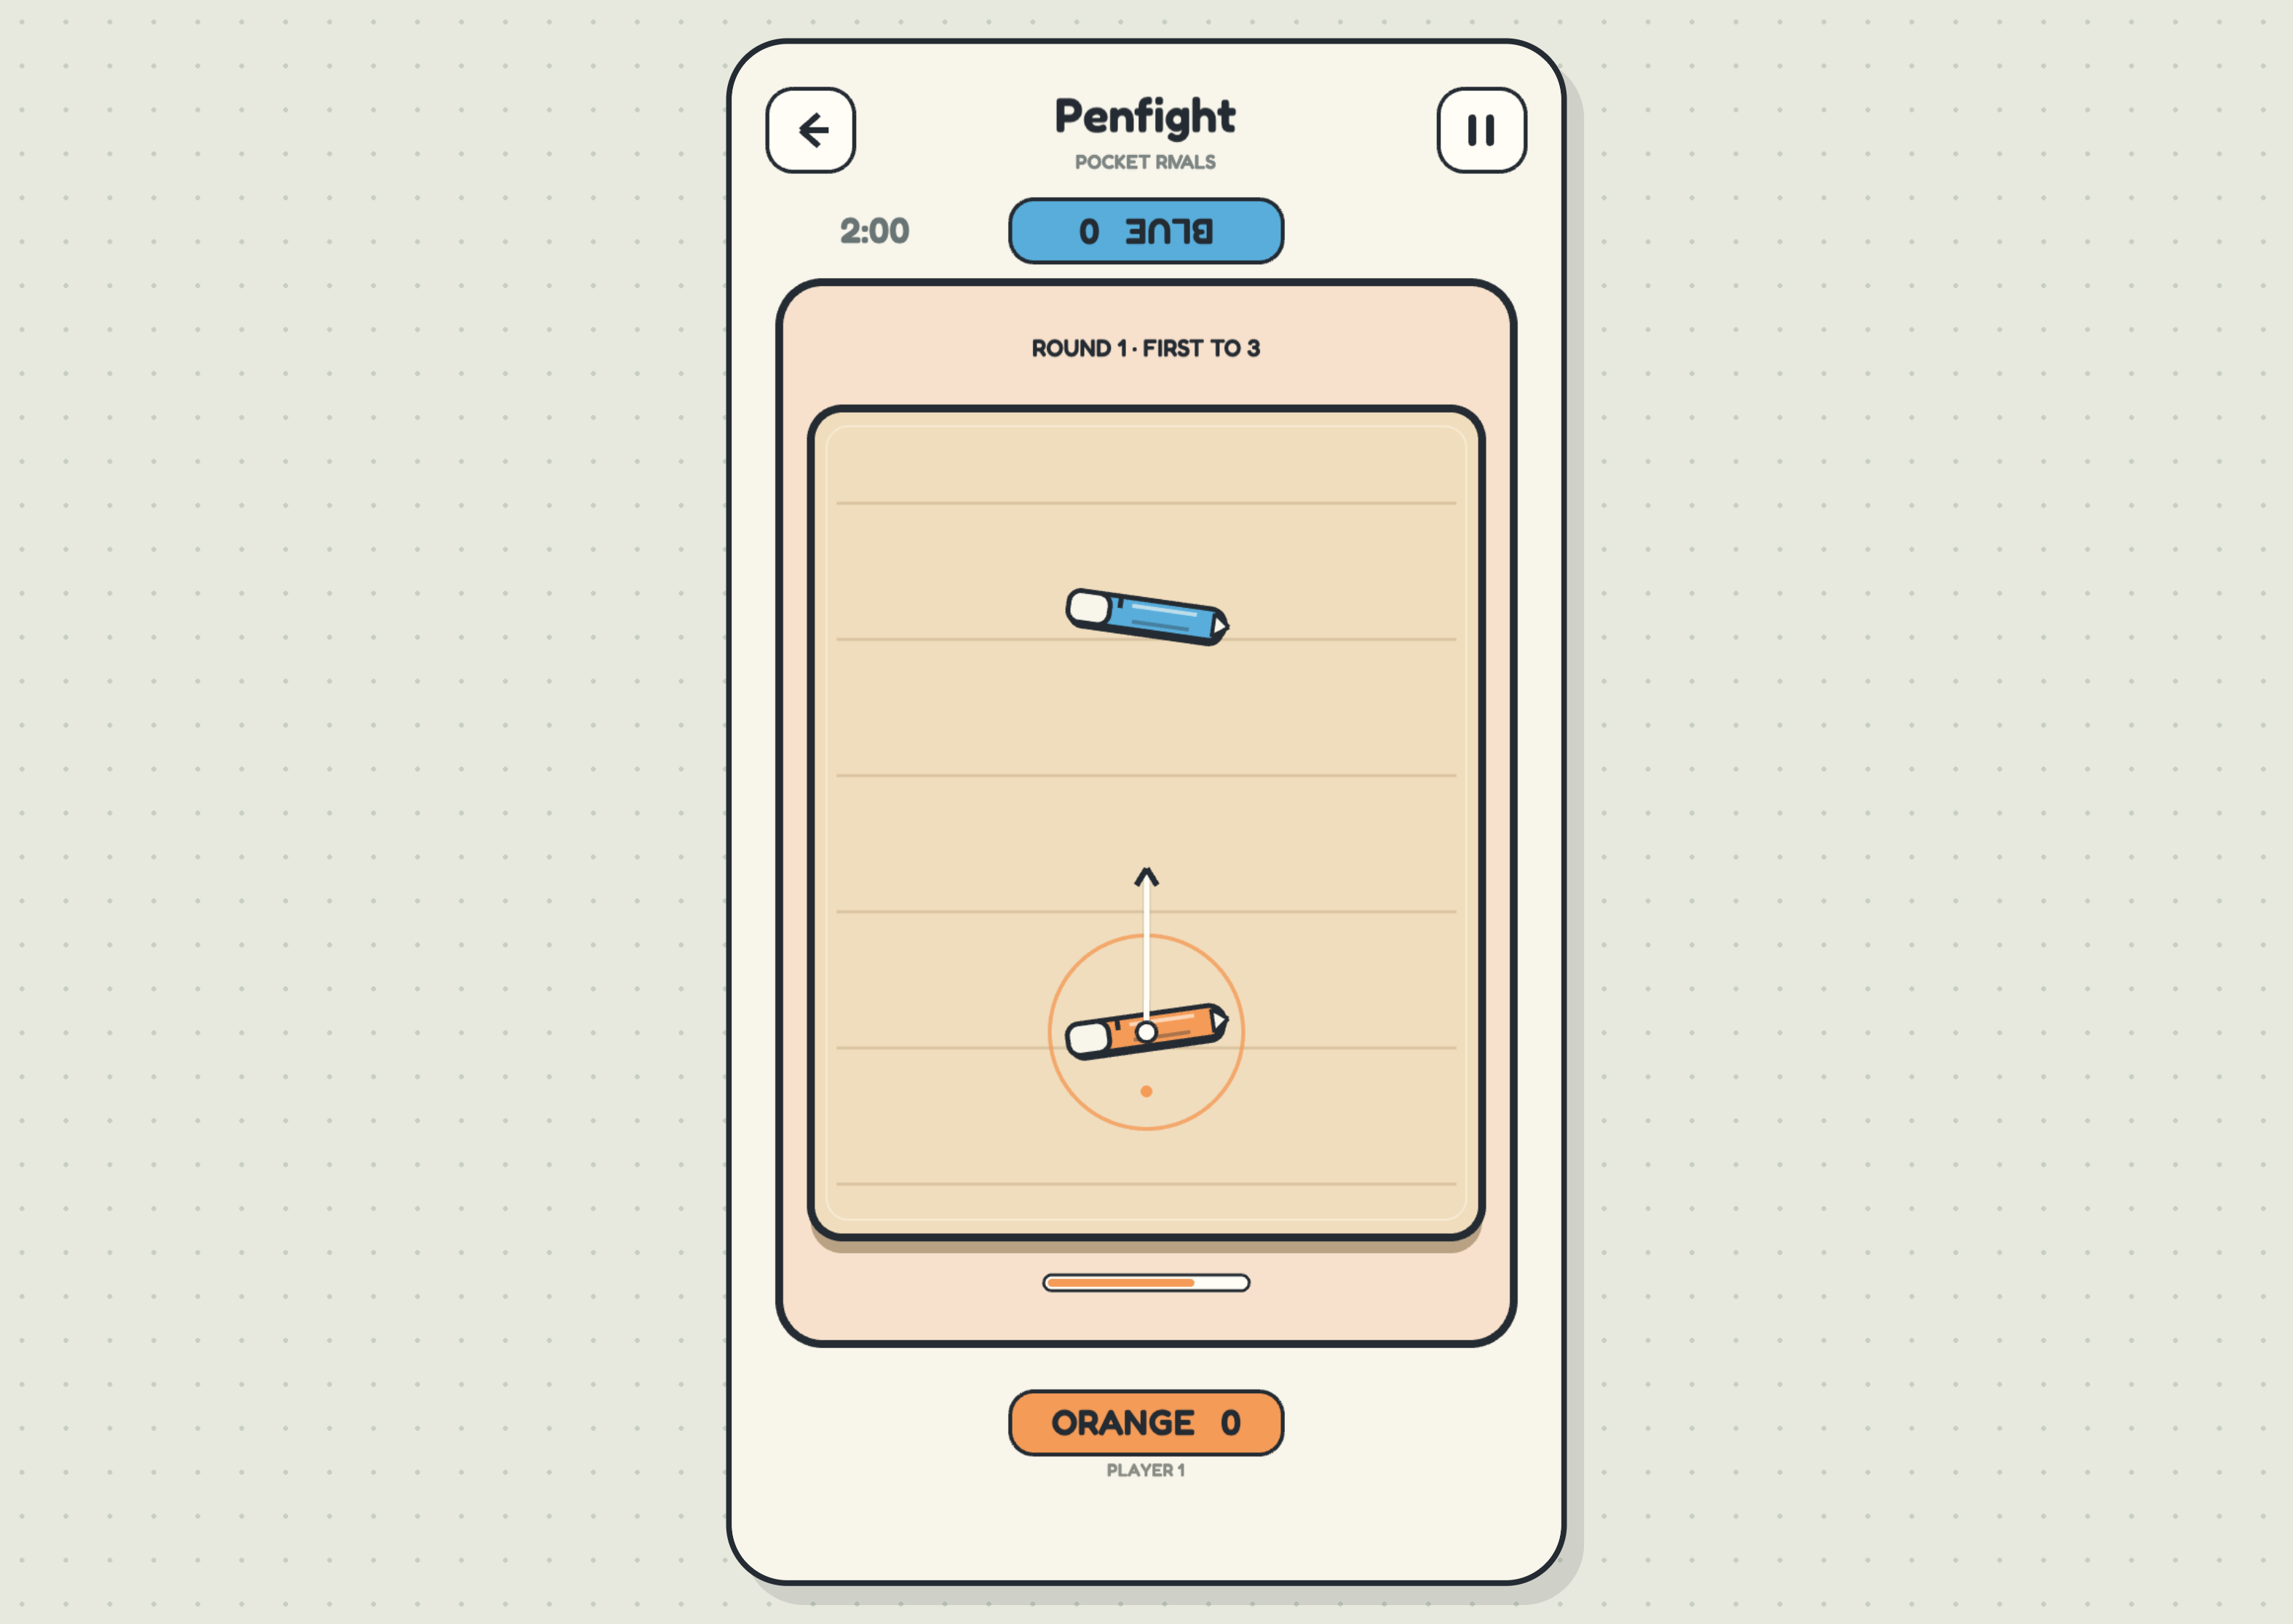 Penfight
POCKET RIVALS
2:00
BLUE 0
ROUND 1 · FIRST TO 3
ORANGE 0
PLAYER 1